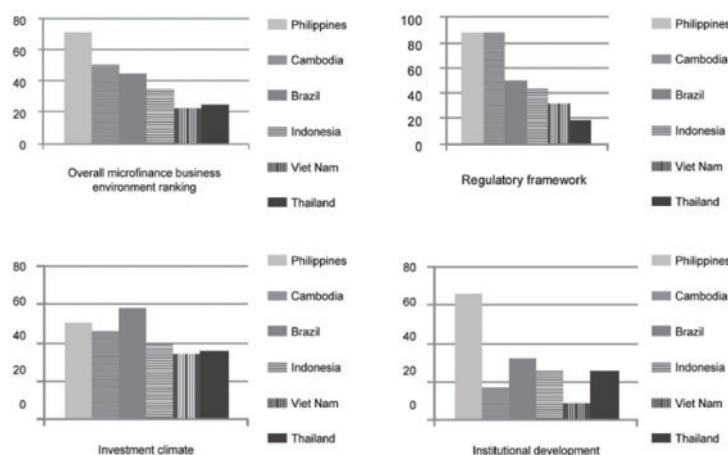 80
60
40
20
0
Philippines
Cambodia
Brazil
Indonesia
Viet Nam
Thailand
Overall microfinance business
environment ranking
100
80
60
40
20
0
Philippines
Cambodia
Brazil
Indonesia
Viet Nam
Thailand
Regulatory framework
80
60
40
20
0
Philippines
Cambodia
Brazil
Indonesia
Viet Nam
Thailand
Investment climate
80
60
40
20
0
Philippines
Cambodia
Brazil
Indonesia
Viet Nam
Thailand
Institutional development